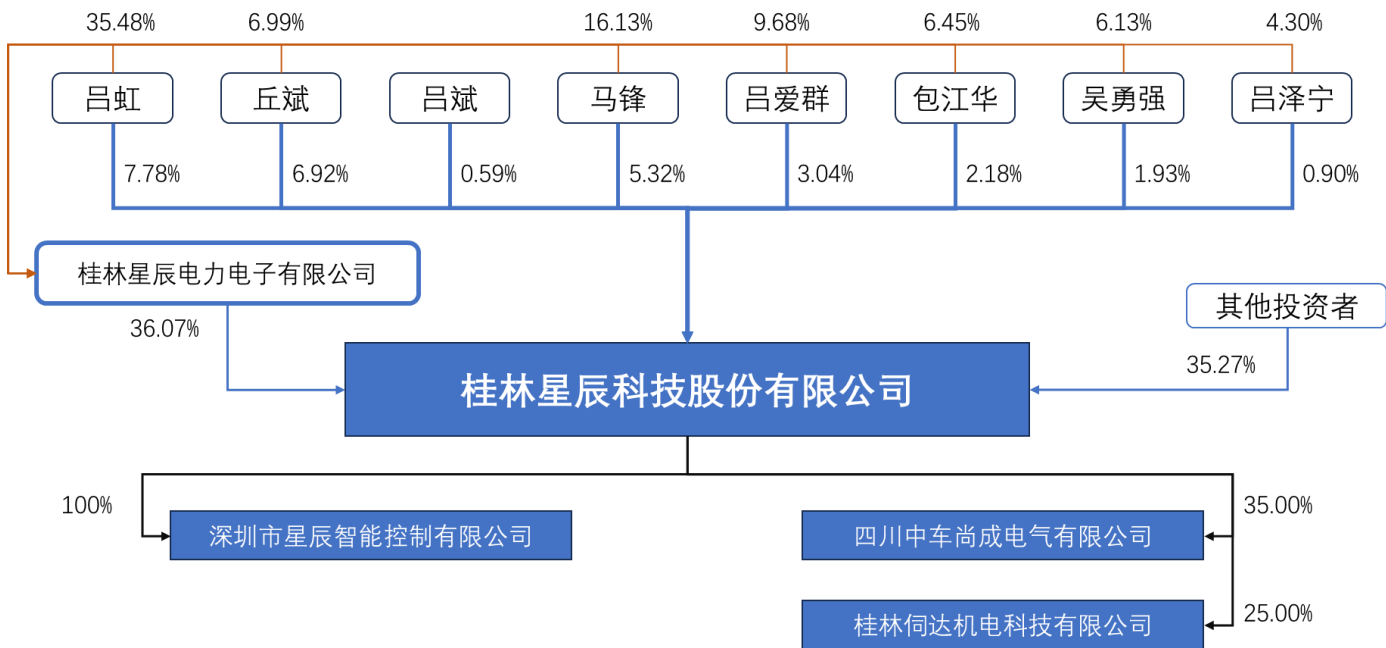 35.48% 6.99% 16.13% 9.68% 6.45% 6.13% 4.30%
吕虹 丘斌 吕斌 马锋 吕爱群 包江华 吴勇强 吕泽宁
7.78% 6.92% 0.59% 5.32% 3.04% 2.18% 1.93% 0.90%
桂林星辰电力电子有限公司
其他投资者
36.07%
35.27%
桂林星辰科技股份有限公司
100%
35.00%
深圳市星辰智能控制有限公司
四川中车尚成电气有限公司
25.00%
桂林伺达机电科技有限公司